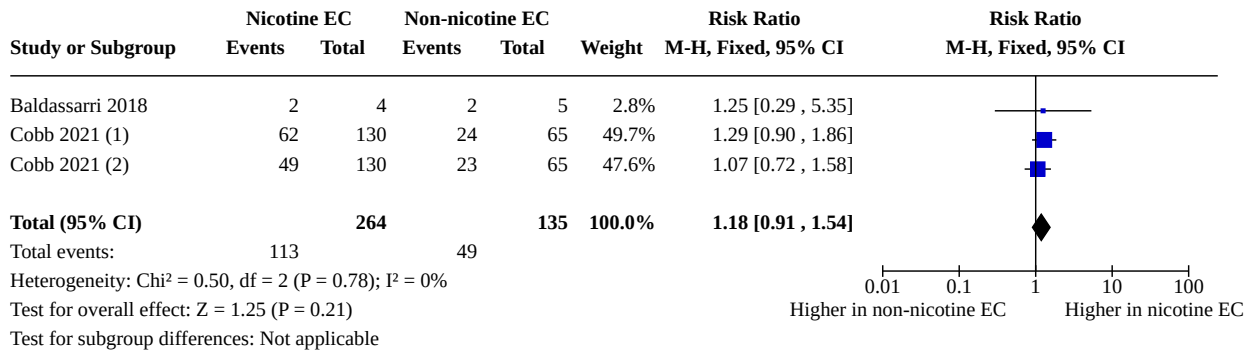 Nicotine EC Non-nicotine EC Risk Ratio Risk Ratio
Study or Subgroup Events Total Events Total Weight M-H, Fixed, 95% CI M-H, Fixed, 95% CI
Baldassarri 2018 2 4 2 5 2.8% 1.25 [0.29 , 5.35]
Cobb 2021 (1) 62 130 24 65 49.7% 1.29 [0.90 , 1.86]
Cobb 2021 (2) 49 130 23 65 47.6% 1.07 [0.72 , 1.58]
Total (95% CI) 264 135 100.0% 1.18 [0.91 , 1.54]
Total events: 113 49
Heterogeneity: Chi² = 0.50, df = 2 (P = 0.78); I² = 0%
Test for overall effect: Z = 1.25 (P = 0.21)
Test for subgroup differences: Not applicable
0.01 0.1 1 10 100
Higher in non-nicotine EC Higher in nicotine EC